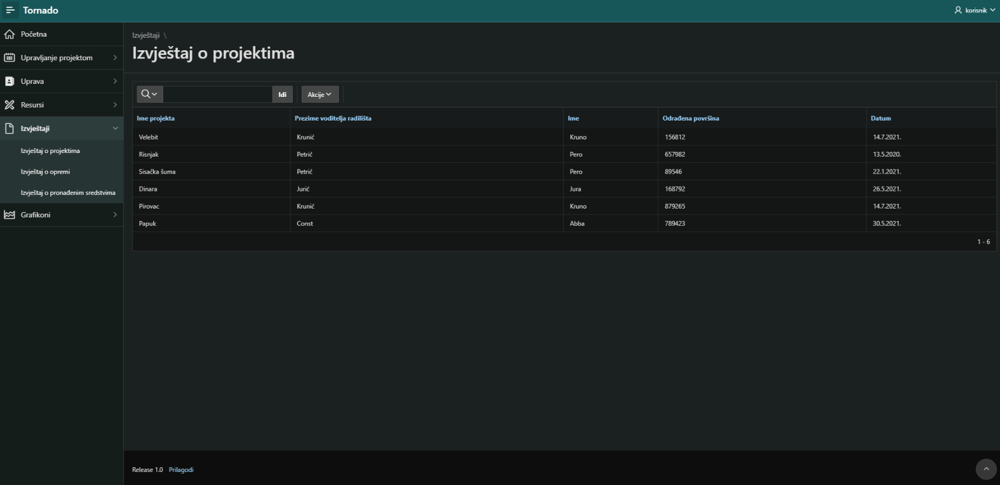 Tornado
korisnik
Početna
Upravljanje projektom
Uprava
Resursi
Izvještaji
Izvještaj o projektima
Izvještaj o opremi
Izvještaj o pronađenim sredstvima
Grafikoni
Izvještaji \
Izvještaj o projektima
Idi Akcije
Ime projekta Prezime voditelja radilišta Ime Odrađena površina Datum
Velebit Krunić Kruno 156812 14.7.2021.
Risnjak Petrić Pero 657982 13.5.2020.
Sisačka šuma Petrić Pero 89546 22.1.2021.
Dinara Jurić Jura 168792 26.5.2021.
Pirovac Krunić Kruno 879265 14.7.2021.
Papuk Const Abba 789423 30.5.2021.
1 - 6
Release 1.0 Prilagodi